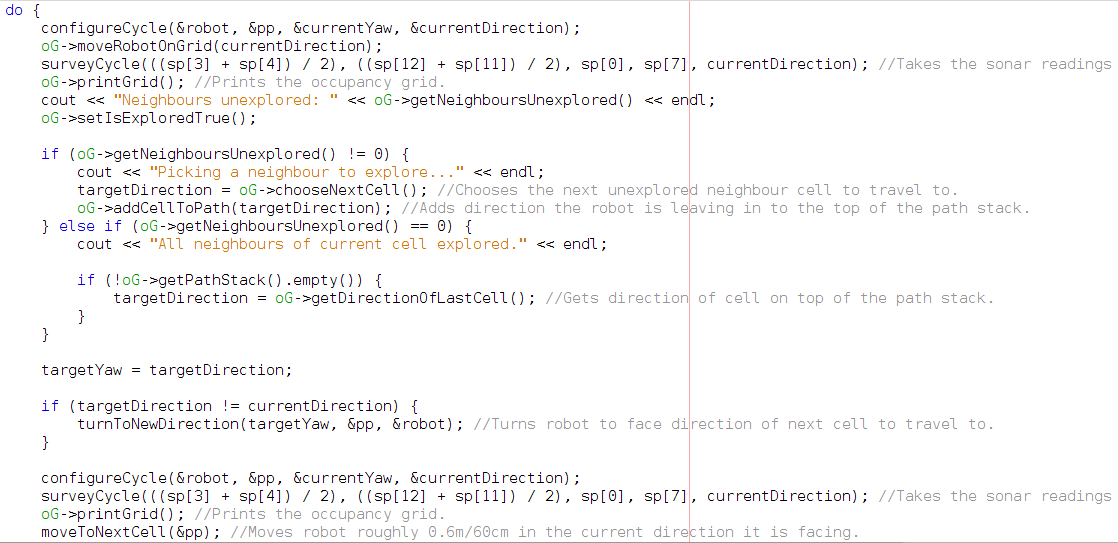 do {
    configureCycle(&robot, &pp, &currentYaw, &currentDirection);
    oG->moveRobotOnGrid(currentDirection);
    surveyCycle(((sp[3] + sp[4]) / 2), ((sp[12] + sp[11]) / 2), sp[0], sp[7], currentDirection); //Takes the sonar readings
    oG->printGrid(); //Prints the occupancy grid.
    cout << "Neighbours unexplored: " << oG->getNeighboursUnexplored() << endl;
    oG->setIsExploredTrue();

    if (oG->getNeighboursUnexplored() != 0) {
        cout << "Picking a neighbour to explore..." << endl;
        targetDirection = oG->chooseNextCell(); //Chooses the next unexplored neighbour cell to travel to.
        oG->addCellToPath(targetDirection); //Adds direction the robot is leaving in to the top of the path stack.
    } else if (oG->getNeighboursUnexplored() == 0) {
        cout << "All neighbours of current cell explored." << endl;

        if (!oG->getPathStack().empty()) {
            targetDirection = oG->getDirectionOfLastCell(); //Gets direction of cell on top of the path stack.
        }
    }

    targetYaw = targetDirection;

    if (targetDirection != currentDirection) {
        turnToNewDirection(targetYaw, &pp, &robot); //Turns robot to face direction of next cell to travel to.
    }

    configureCycle(&robot, &pp, &currentYaw, &currentDirection);
    surveyCycle(((sp[3] + sp[4]) / 2), ((sp[12] + sp[11]) / 2), sp[0], sp[7], currentDirection); //Takes the sonar readings
    oG->printGrid(); //Prints the occupancy grid.
    moveToNextCell(&pp); //Moves robot roughly 0.6m/60cm in the current direction it is facing.